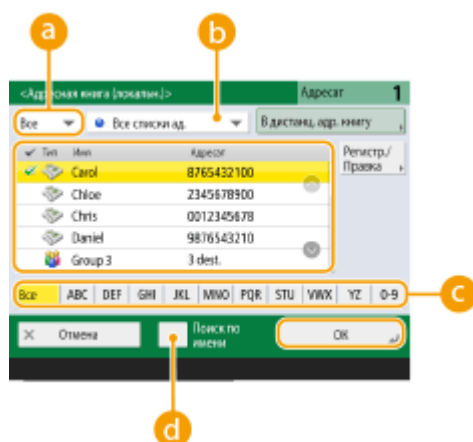 a
b
<Адресная книга (локальн.)>
Адресат 1
Все
Все списки ад.
В дистанц. адр. книгу
Тип Имя Адресат
Carol 8765432100
Chloe 2345678900
Chris 0012345678
Daniel 9876543210
Group 3 3 dest.
Регистр./
Правка
Все ABC DEF GHI JKL MNO PQR STU VWX YZ 0-9
c
Отмена
Поиск по
имени
OK
d